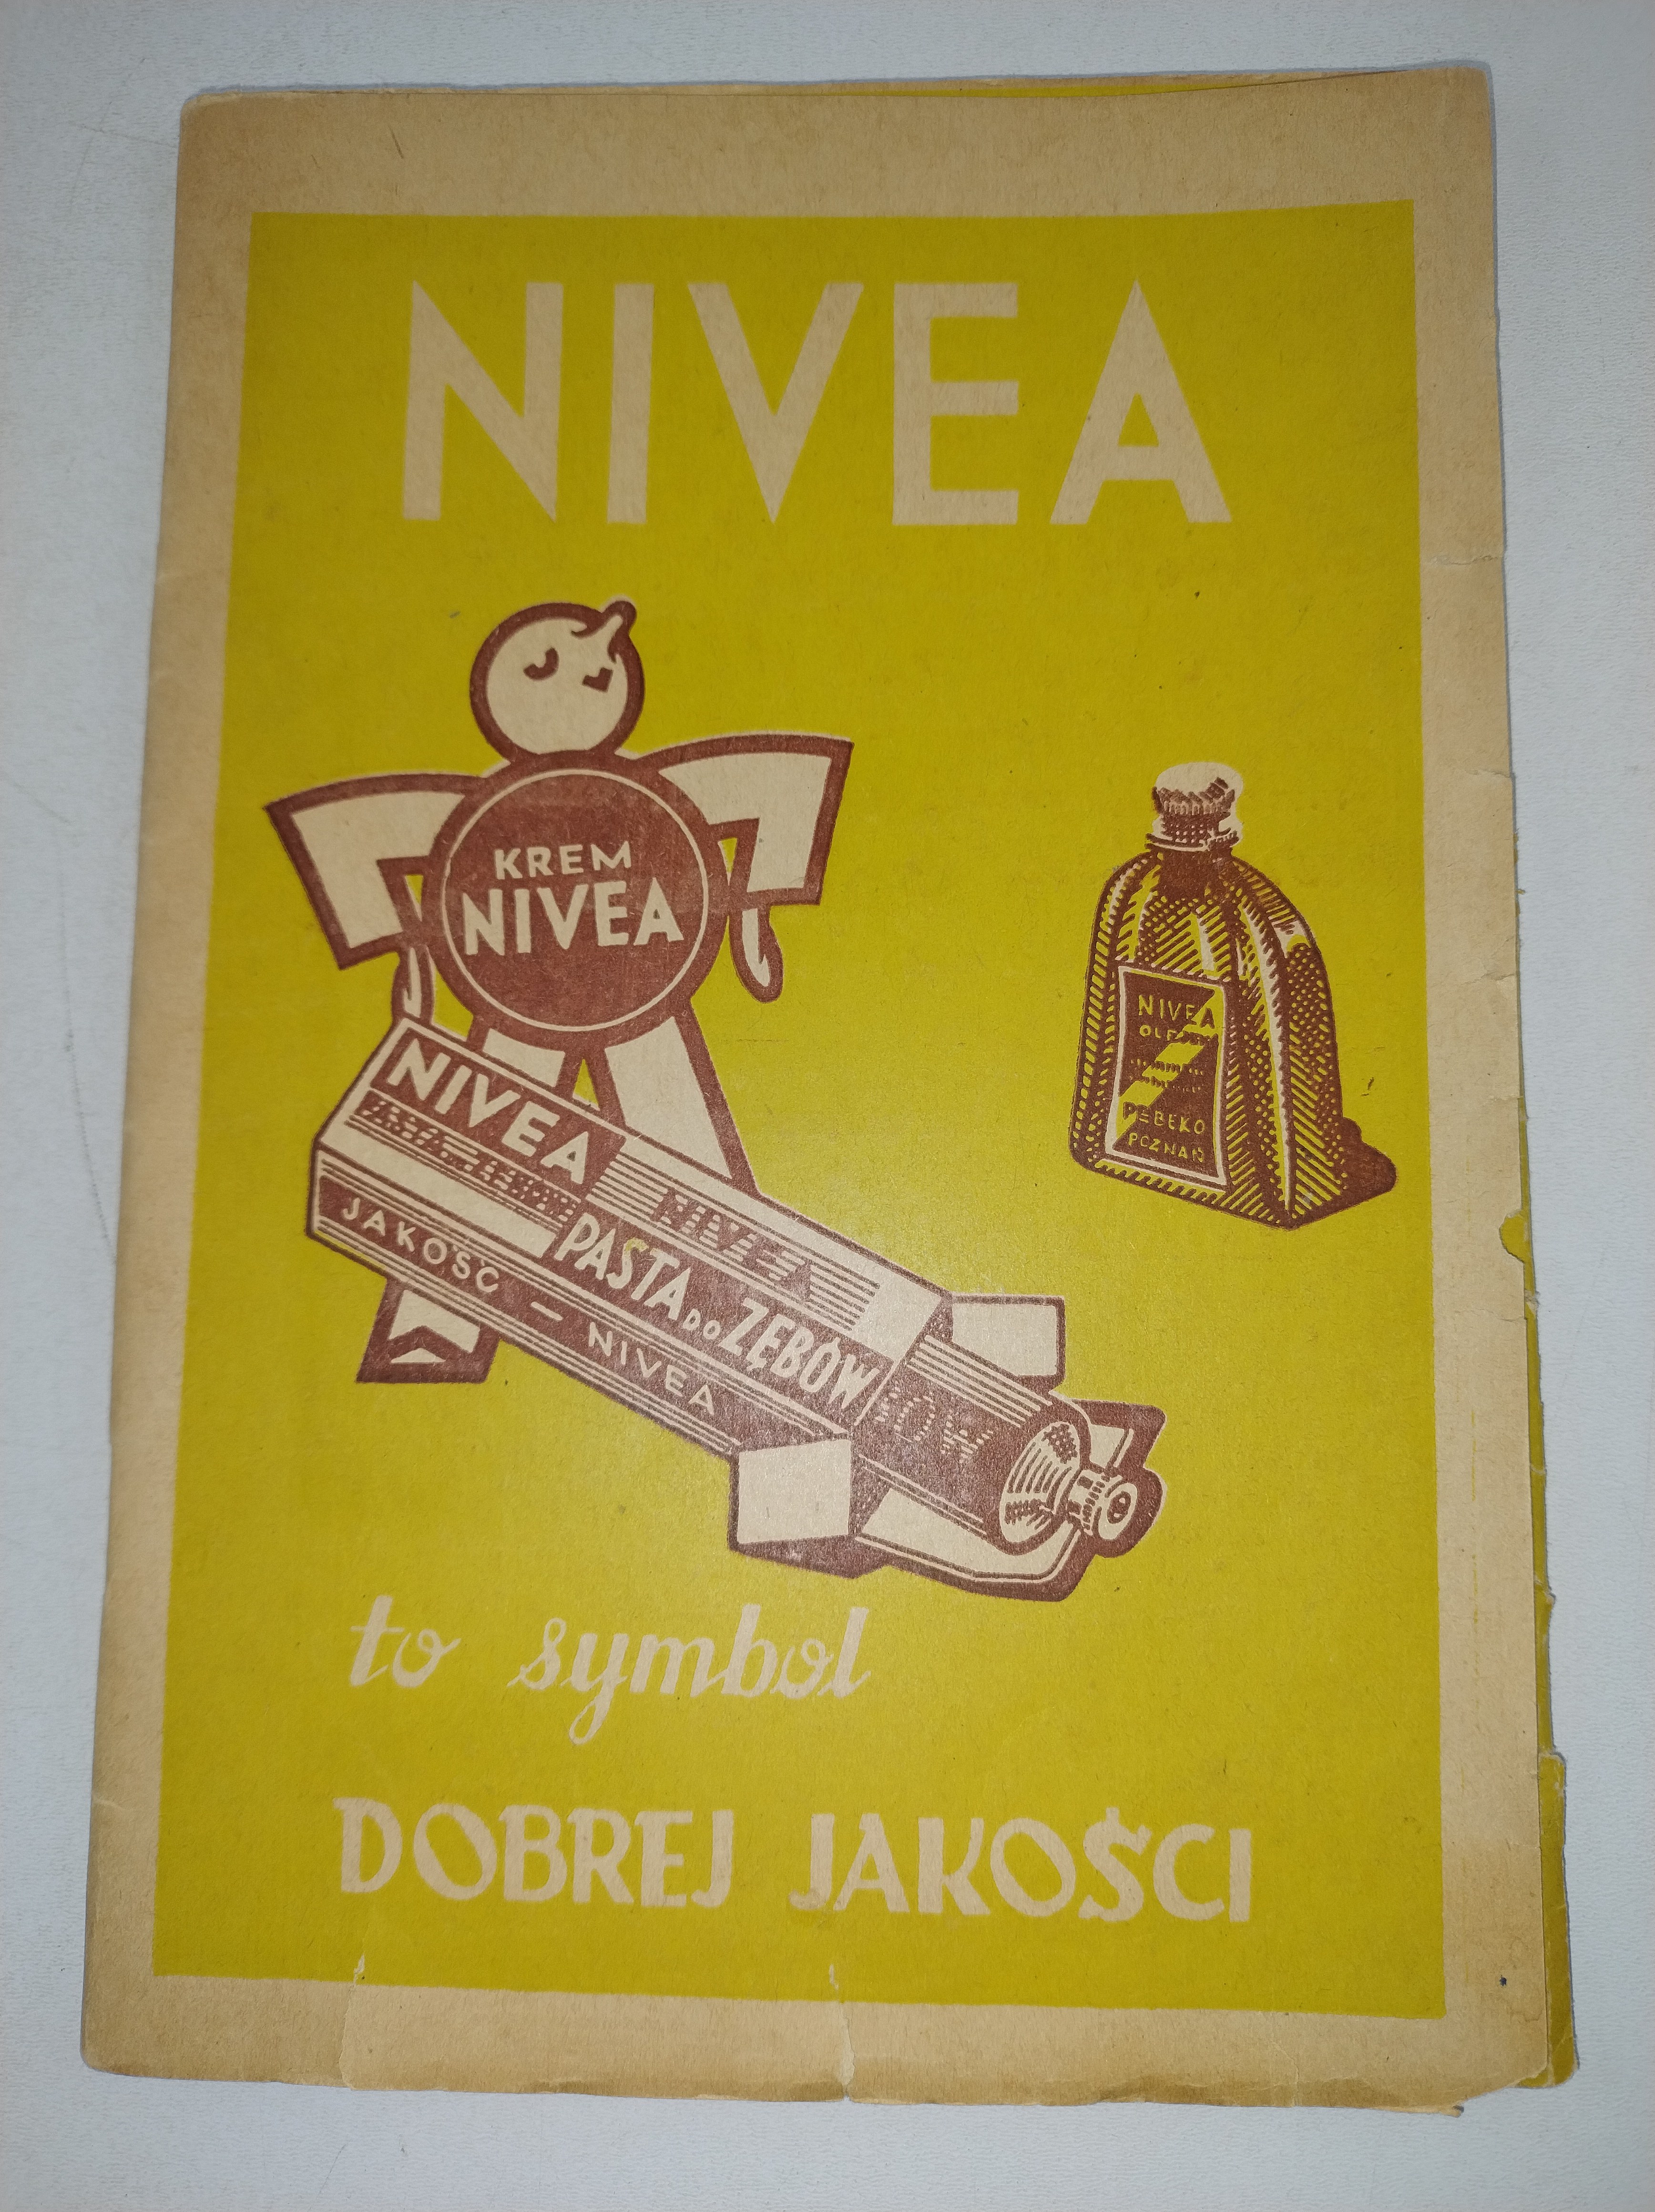 NIVEA
KREM
NIVEA
NIVEA
PASTA DO ZĘBÓW
NIVEA
JAKOŚĆ — NIVEA
NIVEA
PEBEKO
POZNAŃ
to symbol
DOBREJ JAKOŚCI